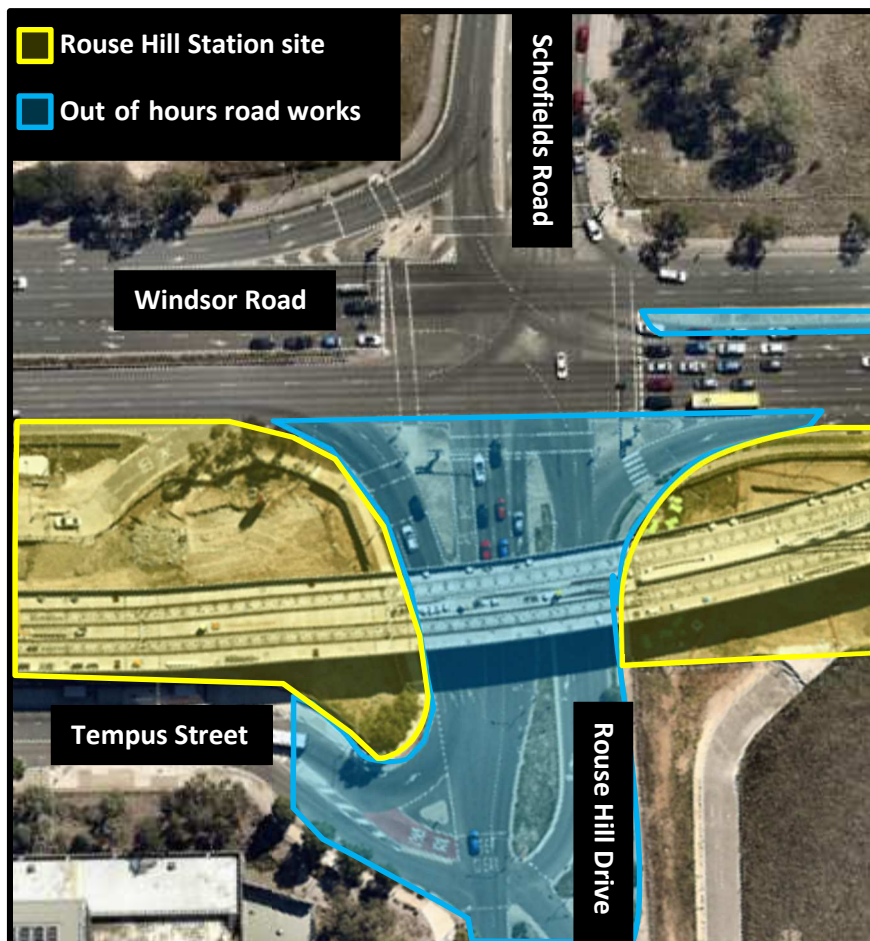 Rouse Hill Station site
Out of hours road works
Schofields Road
Windsor Road
Tempus Street
Rouse Hill Drive